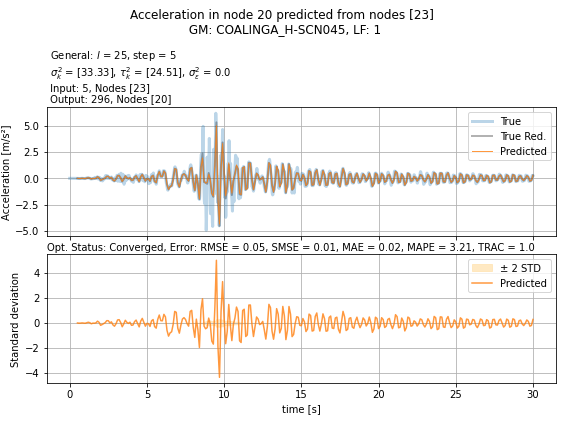 Acceleration in node 20 predicted from nodes [23]
GM: COALINGA_H-SCN045, LF: 1
General: l = 25, step = 5
σ²ₖ = [33.33], τ²ₖ = [24.51], σ²ε = 0.0
Input: 5, Nodes [23]
Output: 296, Nodes [20]
Acceleration [m/s²]
5.0
2.5
0.0
−2.5
−5.0
True
True Red.
Predicted
Opt. Status: Converged, Error: RMSE = 0.05, SMSE = 0.01, MAE = 0.02, MAPE = 3.21, TRAC = 1.0
Standard deviation
4
2
0
−2
−4
± 2 STD
Predicted
0 5 10 15 20 25 30
time [s]